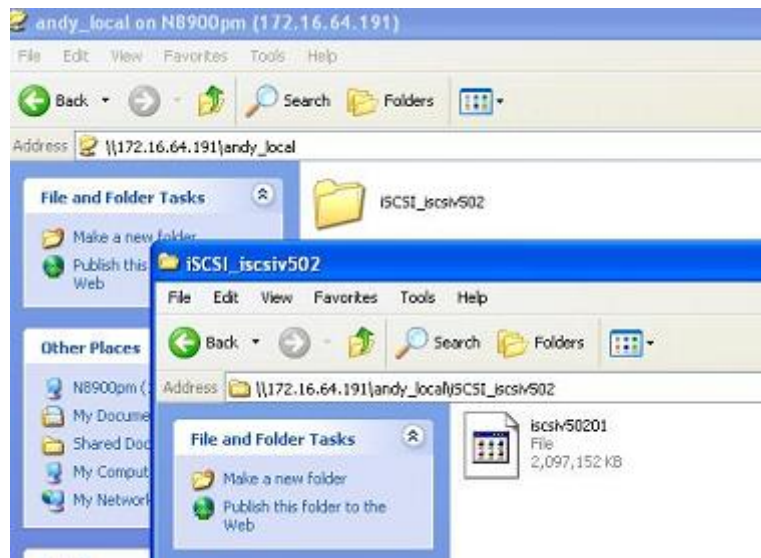 andy_local on N8900pm (172.16.64.191)
File Edit View Favorites Tools Help
Back Search Folders
Address \\172.16.64.191\andy_local
File and Folder Tasks
Make a new folder
Publish this
Web
iSCSI_iscsiv502
Other Places
N8900pm (
My Docume
Shared Doc
My Comput
My Network
iSCSI_iscsiv502
File Edit View Favorites Tools Help
Back Search Folders
Address \\172.16.64.191\andy_local\iSCSI_iscsiv502
File and Folder Tasks
Make a new folder
Publish this folder to the
Web
iscsiv50201
File
2,097,152 KB